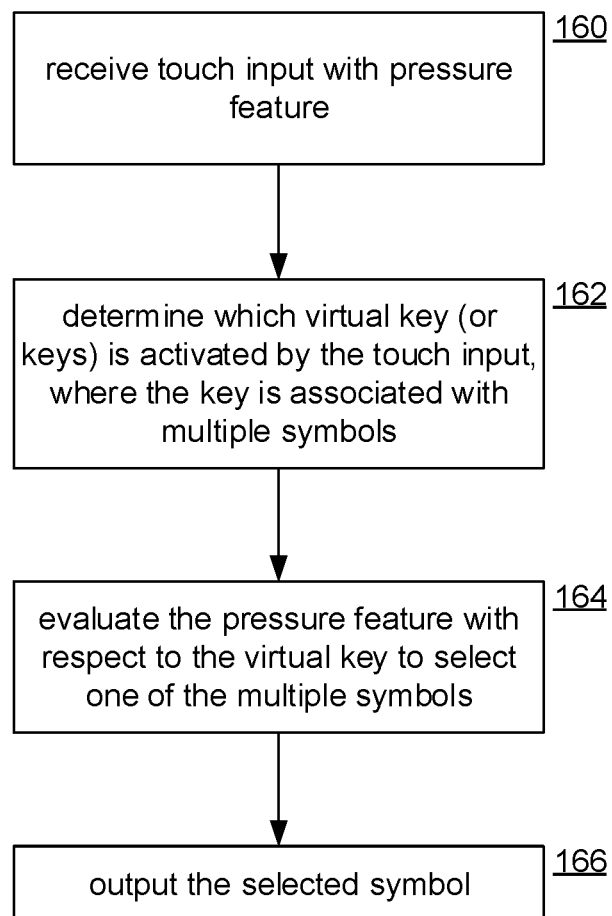 160
receive touch input with pressure
feature
162
determine which virtual key (or
keys) is activated by the touch input,
where the key is associated with
multiple symbols
164
evaluate the pressure feature with
respect to the virtual key to select
one of the multiple symbols
166
output the selected symbol